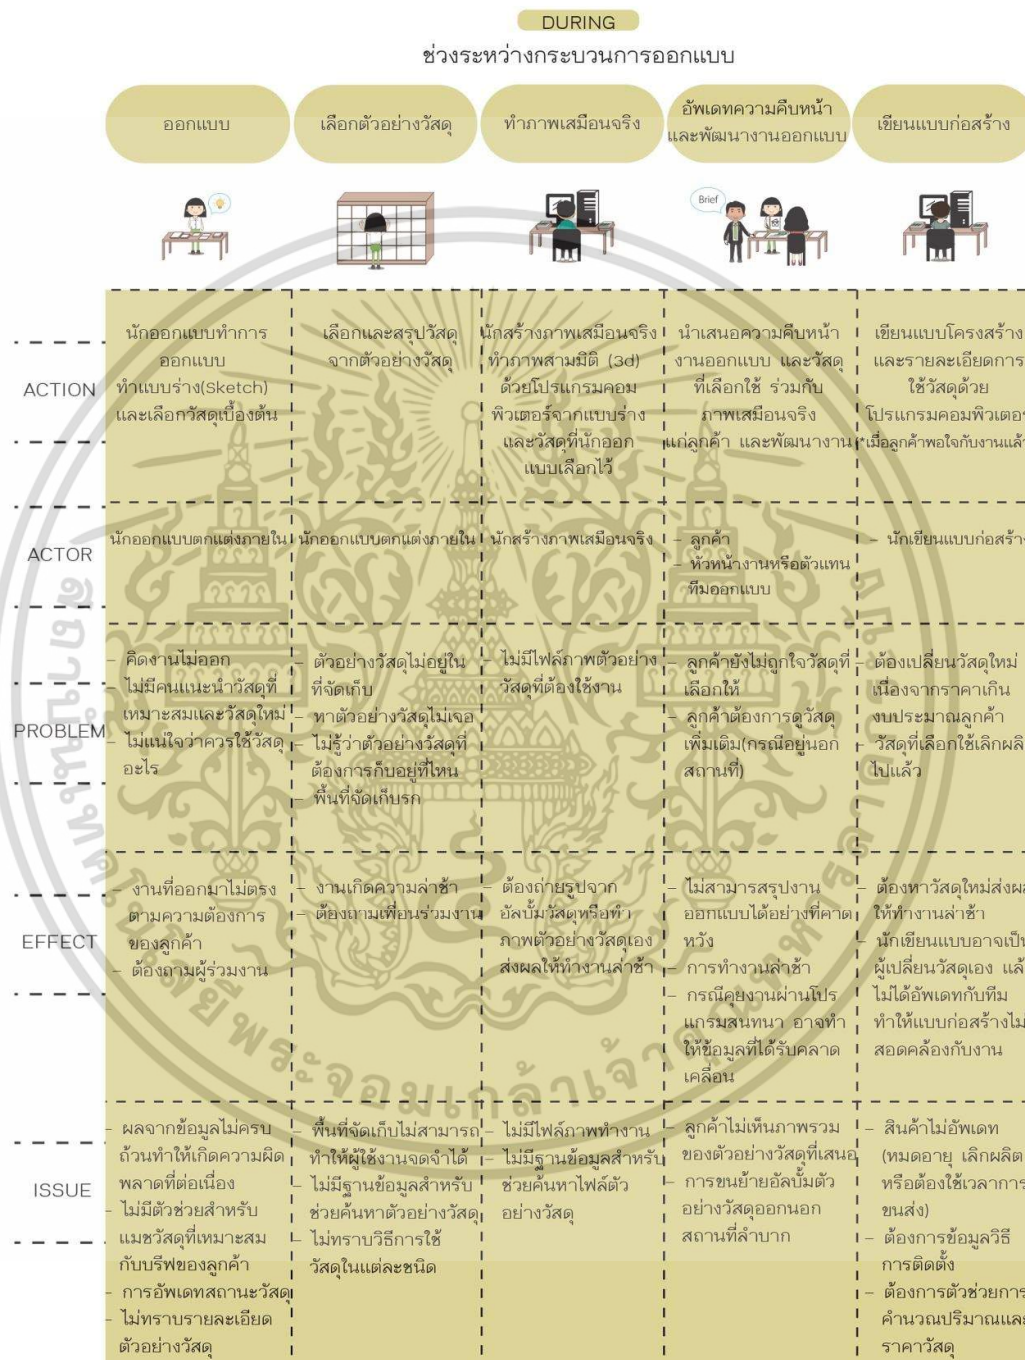 DURING
ช่วงระหว่างกระบวนการออกแบบ
ออกแบบ
เลือกตัวอย่างวัสดุ
ทำภาพเสมือนจริง
อัพเดทความคืบหน้า
และพัฒนางานออกแบบ
เขียนแบบก่อสร้าง
Brief
ACTION
นักออกแบบทำการ
ออกแบบ
ทำแบบร่าง(Sketch)
และเลือกวัสดุเบื้องต้น
เลือกและสรุปวัสดุ
จากตัวอย่างวัสดุ
นักสร้างภาพเสมือนจริง
ทำภาพสามมิติ (3d)
ด้วยโปรแกรมคอม
พิวเตอร์จากแบบร่าง
และวัสดุที่นักออก
แบบเลือกไว้
นำเสนอความคืบหน้า
งานออกแบบ และวัสดุ
ที่เลือกใช้ ร่วมกับ
ภาพเสมือนจริง
แก่ลูกค้า และพัฒนางาน
เขียนแบบโครงสร้าง
และรายละเอียดการ
ใช้วัสดุด้วย
โปรแกรมคอมพิวเตอร
*เมื่อลูกค้าพอใจกับงานแล้ว
ACTOR
นักออกแบบตกแต่งภายใน
นักออกแบบตกแต่งภายใน
นักสร้างภาพเสมือนจริง
- ลูกค้า
- หัวหน้างานหรือตัวแทน
ทีมออกแบบ
- นักเขียนแบบก่อสร้าง
PROBLEM
- คิดงานไม่ออก
- ไม่มีคนแนะนำวัสดุที่
เหมาะสมและวัสดุใหม่
- ไม่แน่ใจว่าควรใช้วัสดุ
อะไร
- ตัวอย่างวัสดุไม่อยู่ใน
ที่จัดเก็บ
- หาตัวอย่างวัสดุไม่เจอ
- ไม่รู้ว่าตัวอย่างวัสดุที่
ต้องการก็บอยู่ที่ไหน
- พื้นที่จัดเก็บรก
- ไม่มีไฟล์ภาพตัวอย่าง
วัสดุที่ต้องใช้งาน
- ลูกค้ายังไม่ถูกใจวัสดุที่
เลือกให้
- ลูกค้าต้องการดูวัสดุ
เพิ่มเติม(กรณีอยู่นอก
สถานที่)
- ต้องเปลี่ยนวัสดุใหม่
เนื่องจากราคาเกิน
งบประมาณลูกค้า
- วัสดุที่เลือกใช้เลิกผลิ
ไปแล้ว
EFFECT
- งานที่ออกมาไม่ตรง
ตามความต้องการ
ของลูกค้า
- ต้องถามผู้ร่วมงาน
- งานเกิดความล่าช้า
- ต้องถามเพื่อนร่วมงาน
- ต้องถ่ายรูปจาก
อัลบั้มวัสดุหรือทำ
ภาพตัวอย่างวัสดุเอง
ส่งผลให้ทำงานล่าช้า
- ไม่สามารสรุปงาน
ออกแบบได้อย่างที่คาด
หวัง
- การทำงานล่าช้า
- กรณีคุยงานผ่านโปร
แกรมสนทนา อาจทำ
ให้ข้อมูลที่ได้รับคลาด
เคลื่อน
- ต้องหาวัสดุใหม่ส่งผล
ให้ทำงานล่าช้า
- นักเขียนแบบอาจเป็น
ผู้เปลี่ยนวัสดุเอง แล้
ไม่ได้อัพเดทกับทีม
ทำให้แบบก่อสร้างไม่
สอดคล้องกับงาน
ISSUE
- ผลจากข้อมูลไม่ครบ
ถ้วนทำให้เกิดความผิด
พลาดที่ต่อเนื่อง
- ไม่มีตัวช่วยสำหรับ
แมชวัสดุที่เหมาะสม
กับบรีฟของลูกค้า
- การอัพเดทสถานะวัสดุ
- ไม่ทราบรายละเอียด
ตัวอย่างวัสดุ
- พื้นที่จัดเก็บไม่สามารถ
ทำให้ผู้ใช้งานจดจำได้
- ไม่มีฐานข้อมูลสำหรับ
ช่วยค้นหาตัวอย่างวัสดุ
- ไม่ทราบวิธีการใช้
วัสดุในแต่ละชนิด
- ไม่มีไฟล์ภาพทำงาน
- ไม่มีฐานข้อมูลสำหรับ
ช่วยค้นหาไฟล์ตัว
อย่างวัสดุ
- ลูกค้าไม่เห็นภาพรวม
ของตัวอย่างวัสดุที่เสนอ
- การขนย้ายอัลบั้มตัว
อย่างวัสดุออกนอก
สถานที่ลำบาก
- สินค้าไม่อัพเดท
(หมดอายุ เลิกผลิต
หรือต้องใช้เวลาการ
ขนส่ง)
- ต้องการข้อมูลวิธี
การติดตั้ง
- ต้องการตัวช่วยการ
คำนวณปริมาณและ
ราคาวัสดุ
สถาบันเทคโนโลยีพระจอมเกล้าเจ้าคุณทหารลาดกระบัง